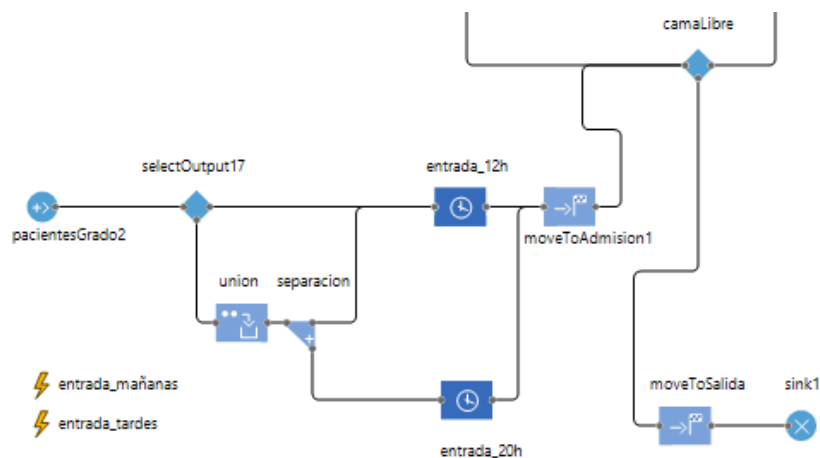 camaLibre
selectOutput17
entrada_12h
pacientesGrado2
moveToAdmision1
union
separacion
entrada_mañanas
moveToSalida
sink1
entrada_tardes
entrada_20h